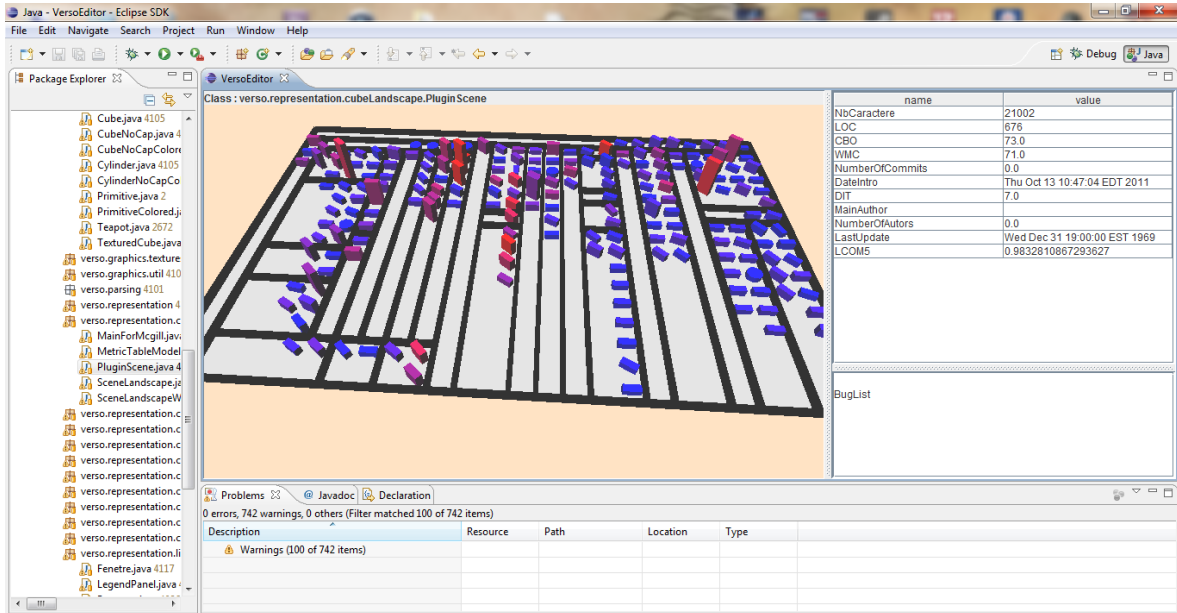 Java - VersoEditor - Eclipse SDK
File Edit Navigate Search Project Run Window Help
Debug Java
Package Explorer
Cube.java 4105
CubeNoCap.java 4
CubeNoCapColore
Cylinder.java 4105
CylinderNoCapCo
Primitive.java 2
PrimitiveColored.ja
Teapot.java 2672
TexturedCube.java
verso.graphics.texture
verso.graphics.util 410
verso.parsing 4101
verso.representation 4
verso.representation.c
MainForMcgill.java
MetricTableModel
PluginScene.java 4
SceneLandscape.ja
SceneLandscapeW
verso.representation.c
verso.representation.c
verso.representation.c
verso.representation.c
verso.representation.c
verso.representation.c
verso.representation.c
verso.representation.c
verso.representation.c
verso.representation.li
Fenetre.java 4117
LegendPanel.java
VersoEditor
Class : verso.representation.cubeLandscape.PluginScene
name value
NbCaractere 21002
LOC 676
CBO 73.0
WMC 71.0
NumberOfCommits 0.0
DateIntro Thu Oct 13 10:47:04 EDT 2011
DIT 7.0
MainAuthor
NumberOfAutors 0.0
LastUpdate Wed Dec 31 19:00:00 EST 1969
LCOM5 0.9832810867293627
BugList
Problems @ Javadoc Declaration
0 errors, 742 warnings, 0 others (Filter matched 100 of 742 items)
Description Resource Path Location Type
Warnings (100 of 742 items)